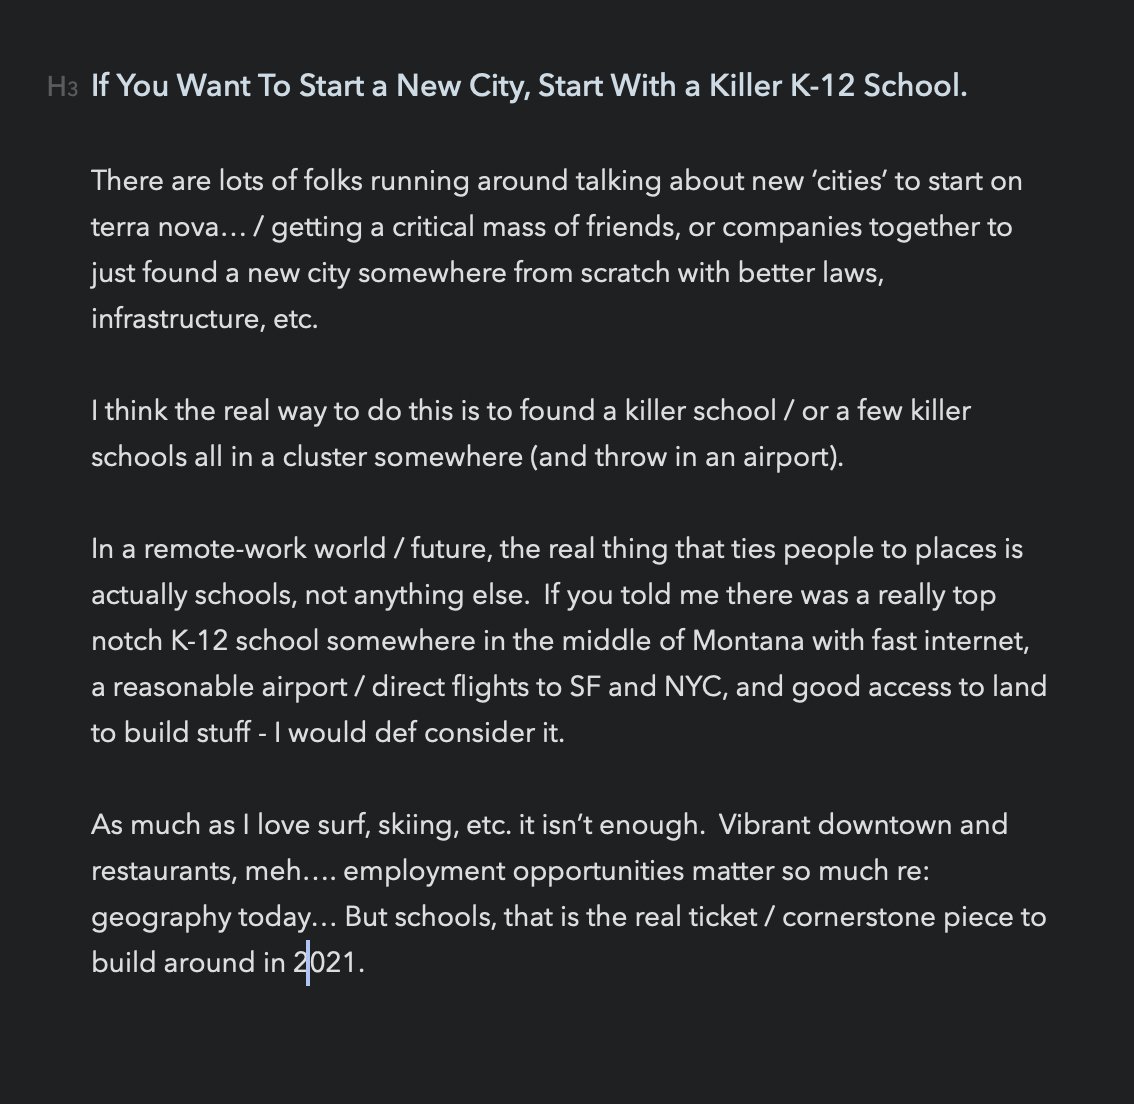 H3 If You Want To Start a New City, Start With a Killer K-12 School.
There are lots of folks running around talking about new ‘cities’ to start on
terra nova… / getting a critical mass of friends, or companies together to
just found a new city somewhere from scratch with better laws,
infrastructure, etc.
I think the real way to do this is to found a killer school / or a few killer
schools all in a cluster somewhere (and throw in an airport).
In a remote-work world / future, the real thing that ties people to places is
actually schools, not anything else.  If you told me there was a really top
notch K-12 school somewhere in the middle of Montana with fast internet,
a reasonable airport / direct flights to SF and NYC, and good access to land
to build stuff - I would def consider it.
As much as I love surf, skiing, etc. it isn’t enough.  Vibrant downtown and
restaurants, meh…. employment opportunities matter so much re:
geography today… But schools, that is the real ticket / cornerstone piece to
build around in 2021.